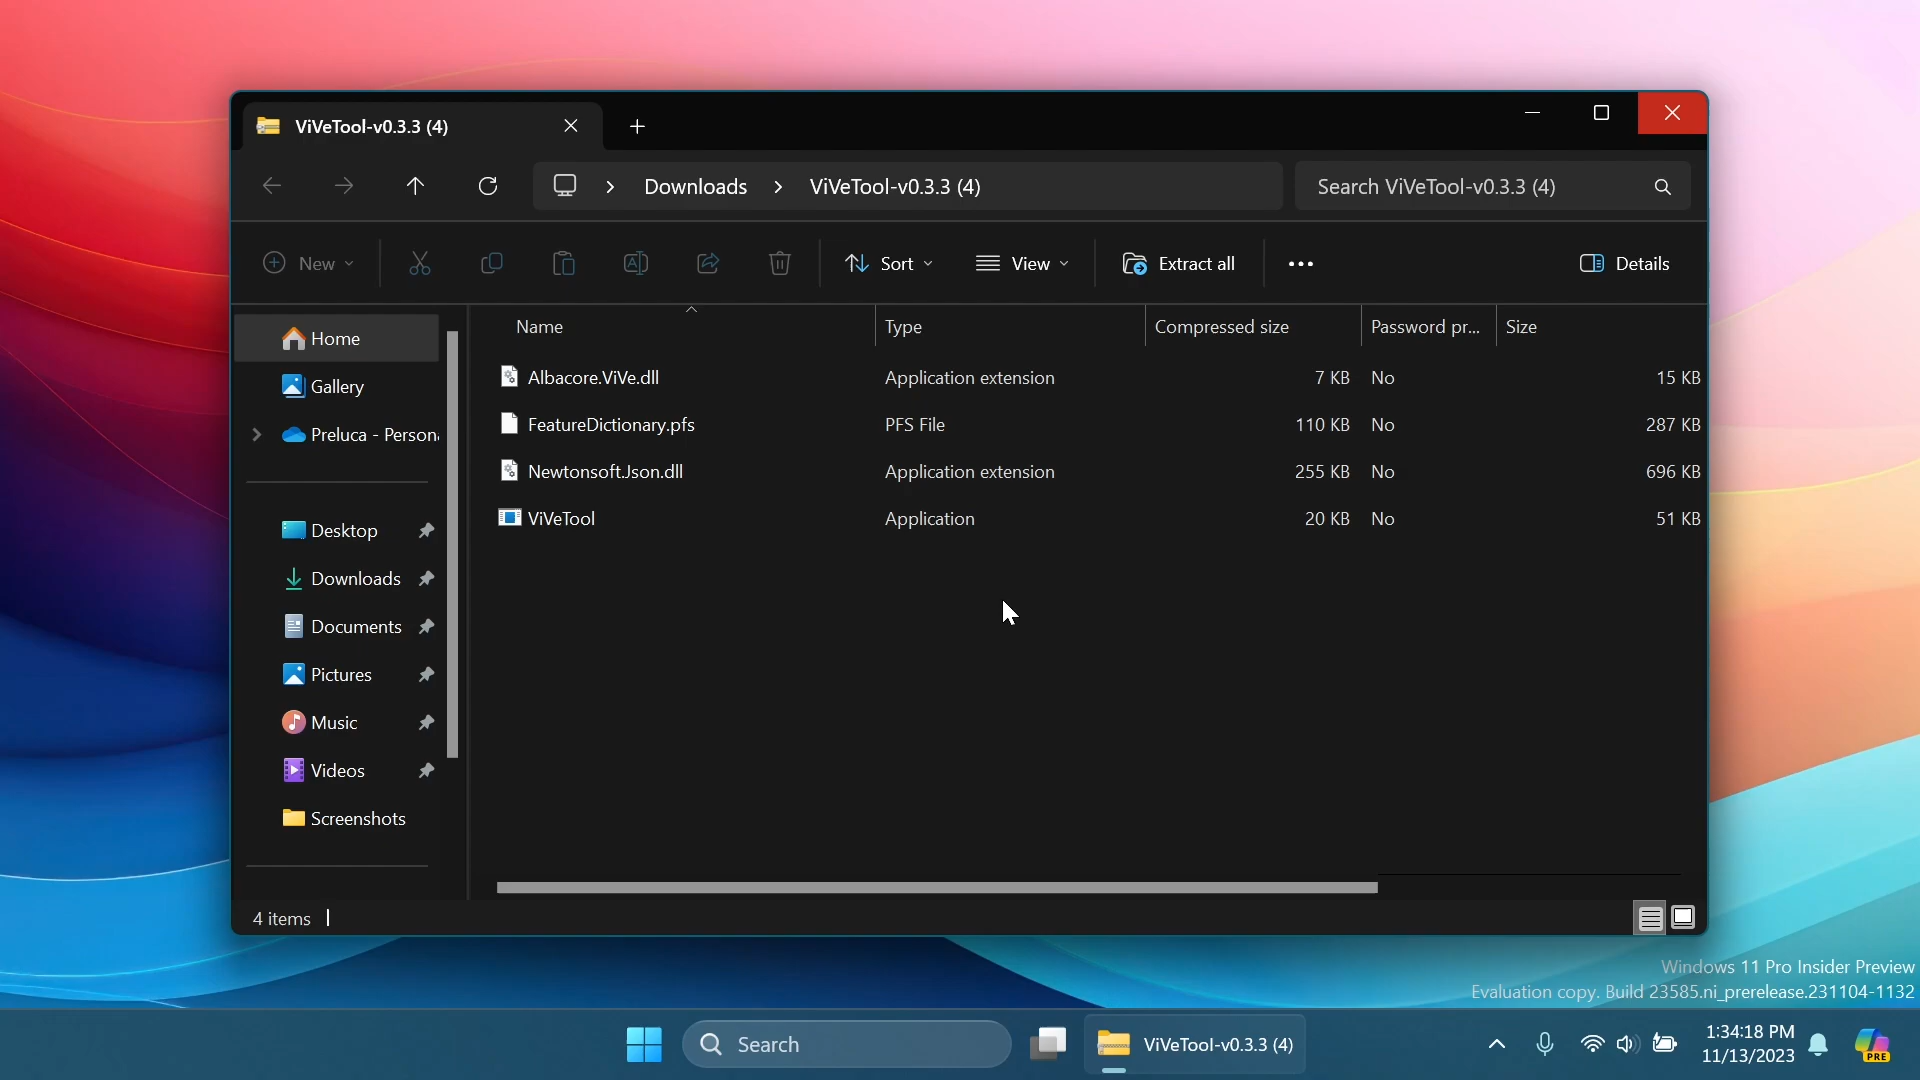 ViVeTool-v0.3.3 (4)
Downloads
ViVeTool-v0.3.3 (4)
Search ViVeTool-v0.3.3 (4)
New
Sort
View
Extract all
Details
Home
Gallery
Preluca - Person
Desktop
Downloads
Documents
Pictures
Music
Videos
Screenshots
Name
Type
Compressed size
Password pr...
Size
Albacore.ViVe.dll
Application extension
7 KB
No
15 KB
FeatureDictionary.pfs
PFS File
110 KB
No
287 KB
Newtonsoft.Json.dll
Application extension
255 KB
No
696 KB
ViVeTool
Application
20 KB
No
51 KB
4 items
Windows 11 Pro Insider Preview
Evaluation copy. Build 23585.ni_prerelease.231104-1132
Search
ViVeTool-v0.3.3 (4)
1:34:18 PM
11/13/2023
PRE